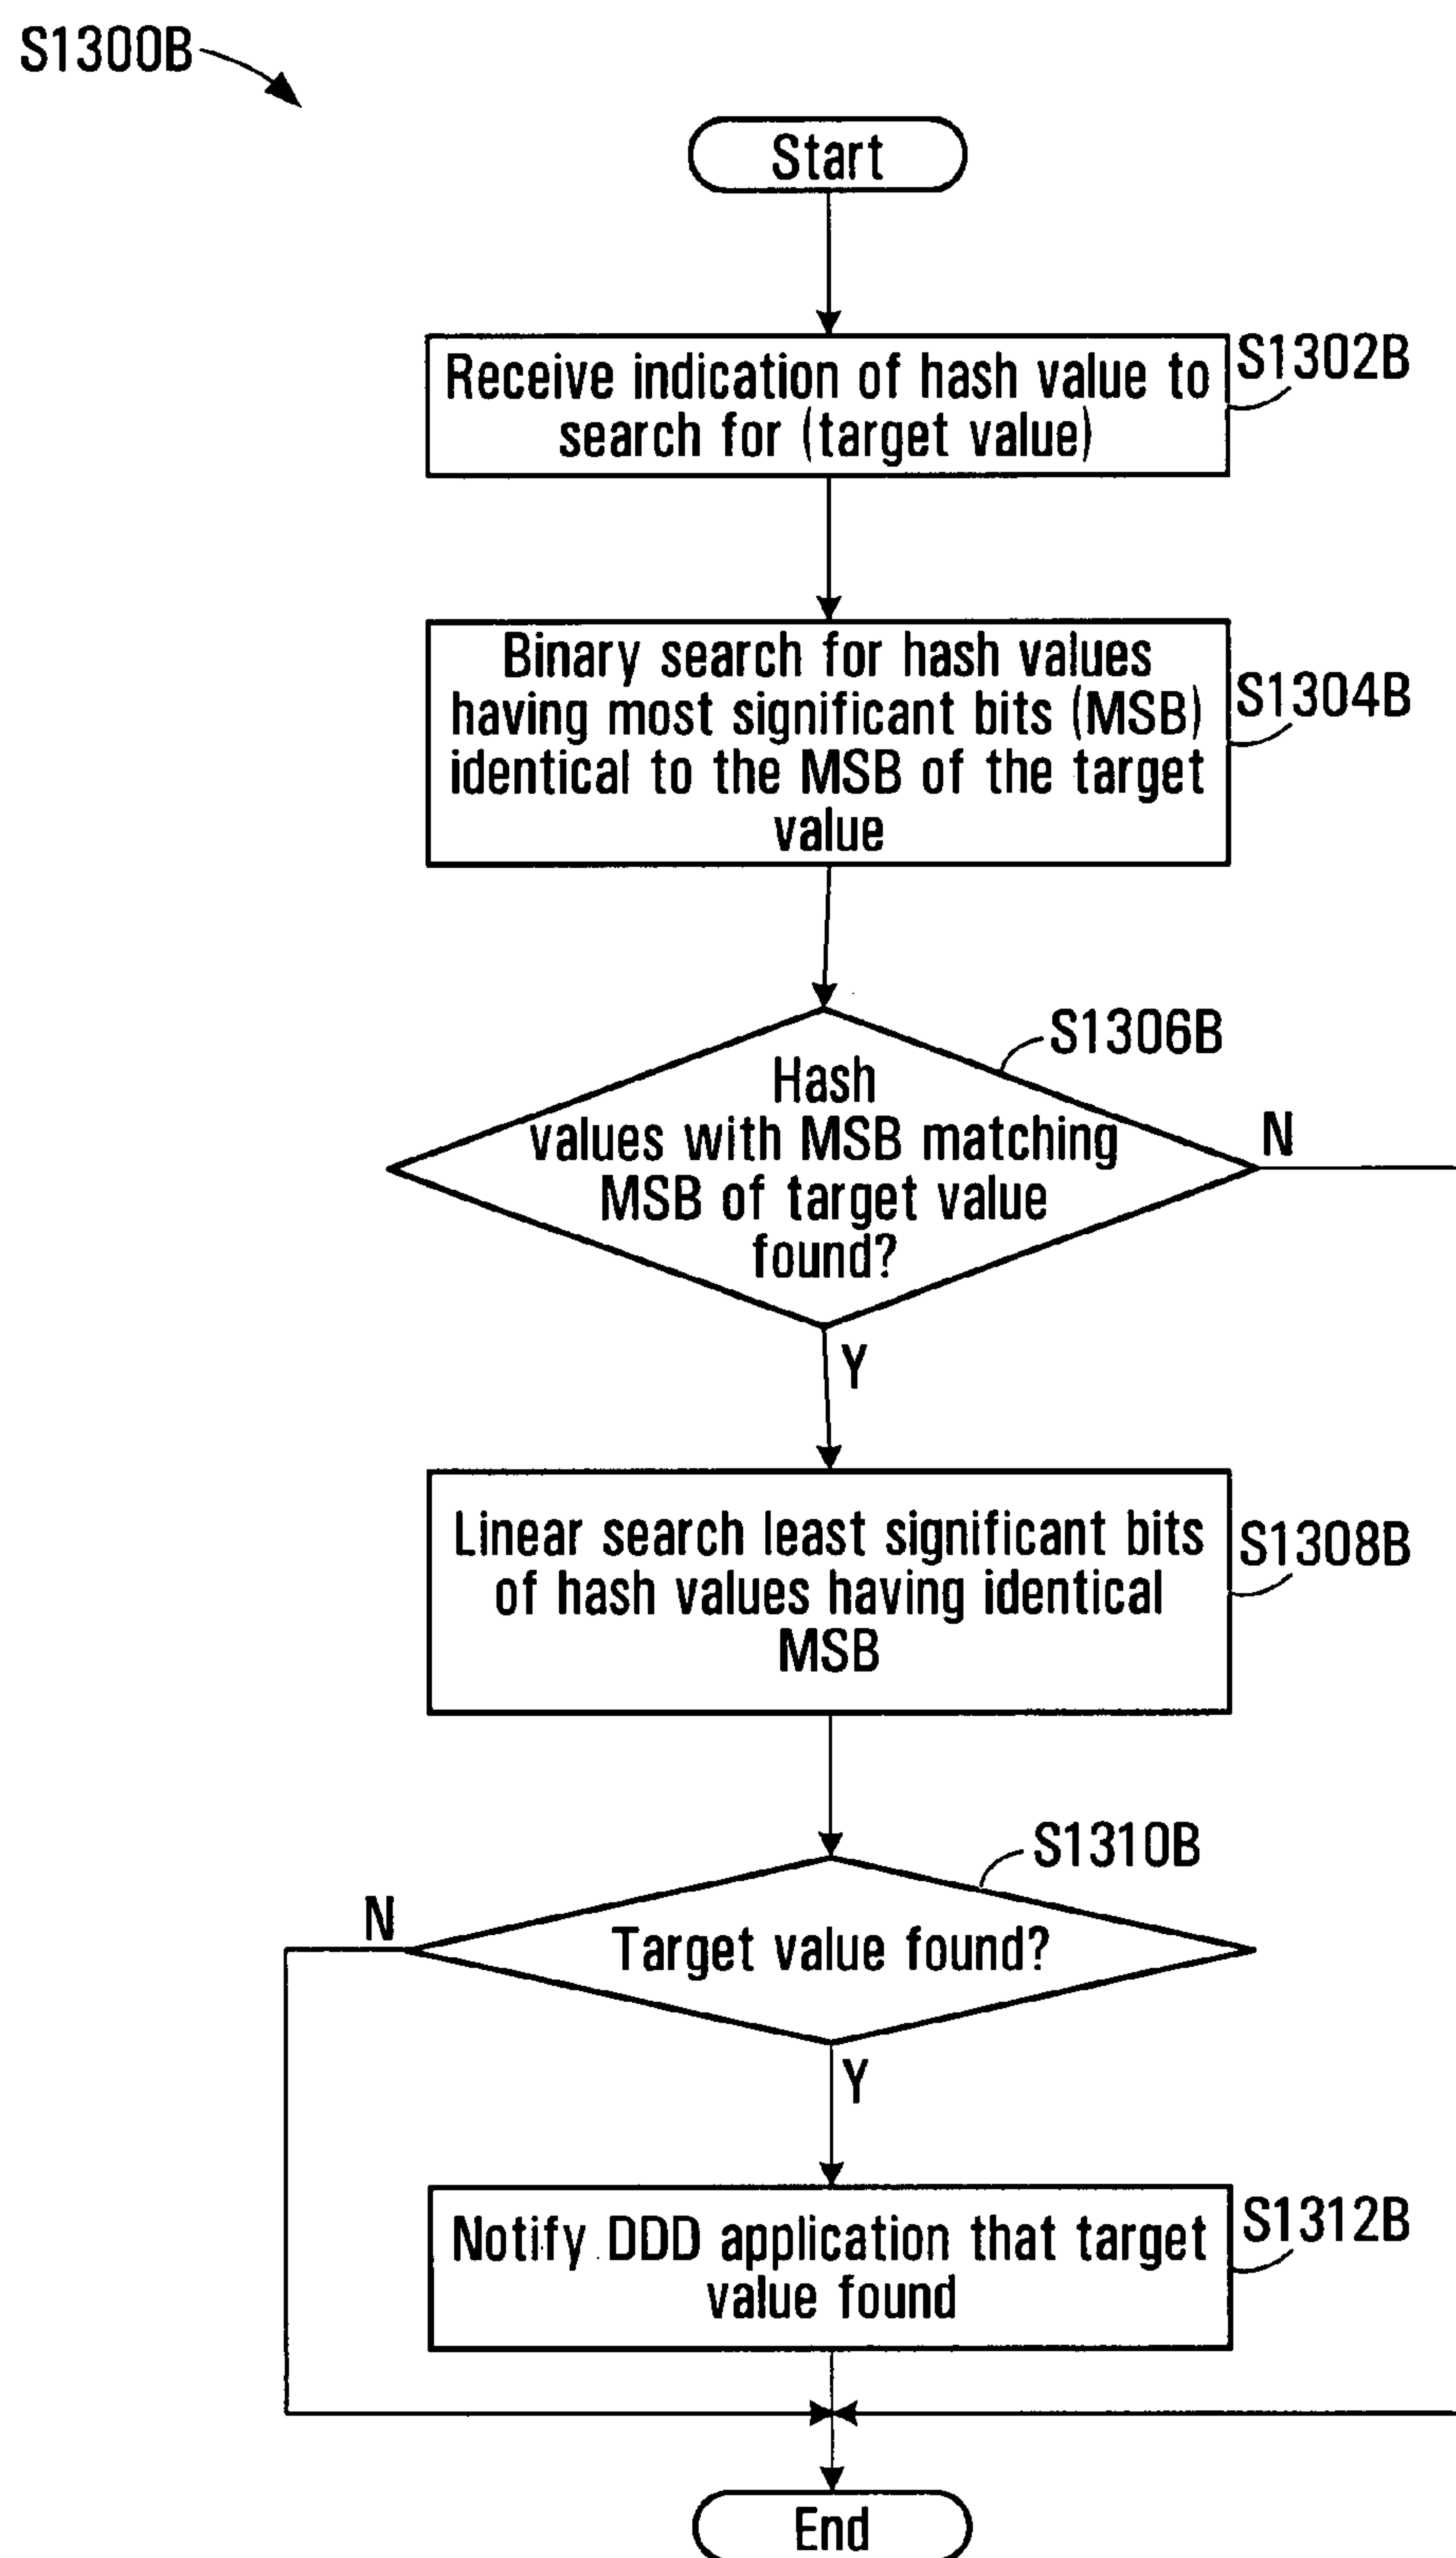 S1300B
Start
Receive indication of hash value to
search for (target value)
S1302B
Binary search for hash values
having most significant bits (MSB)
identical to the MSB of the target
value
S1304B
S1306B
Hash
values with MSB matching
MSB of target value
found?
N
Y
Linear search least significant bits
of hash values having identical
MSB
S1308B
S1310B
N
Target value found?
Y
Notify DDD application that target
value found
S1312B
End